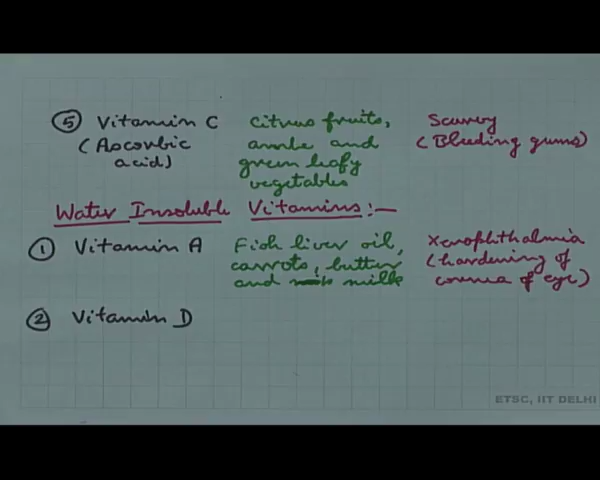 ⑤ Vitamin C Citrus fruits, Scurvy
(Ascorbic amla and (Bleeding gums)
acid) green leafy
vegetables
Water Insoluble Vitamins:-
① Vitamin A Fish liver oil, Xerophthalmia
carrots, butter (hardening of
and milk cornea of eye)
② Vitamin D
ETSC, IIT DELHI